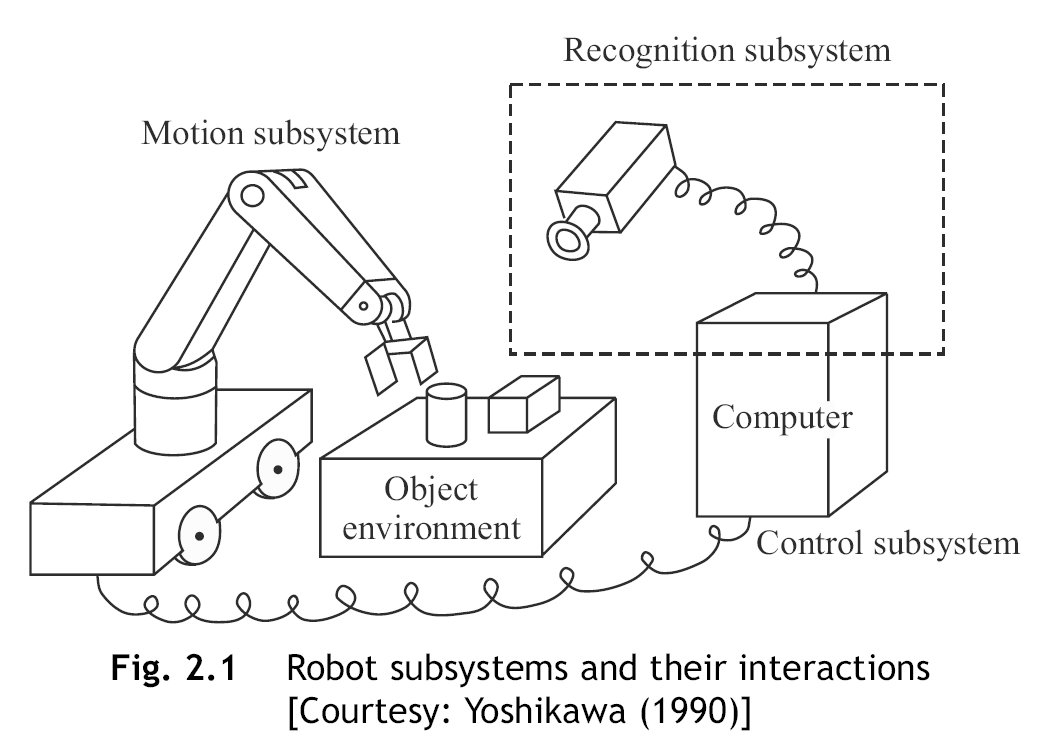 Recognition subsystem
Motion subsystem
Computer
Object
environment
Control subsystem
Fig. 2.1 Robot subsystems and their interactions
[Courtesy: Yoshikawa (1990)]